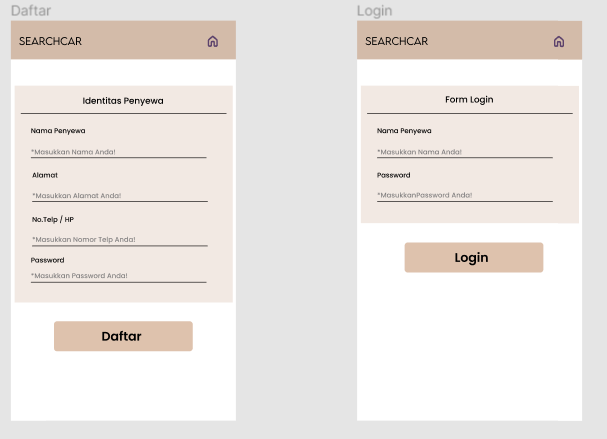 Daftar
SEARCHCAR
Identitas Penyewa
Nama Penyewa
*Masukkan Nama Anda!
Alamat
*Masukkan Alamat Anda!
No.Telp / HP
*Masukkan Nomor Telp Anda!
Password
*Masukkan Password Anda!
Daftar
Login
SEARCHCAR
Form Login
Nama Penyewa
*Masukkan Nama Anda!
Password
*MasukkanPassword Anda!
Login